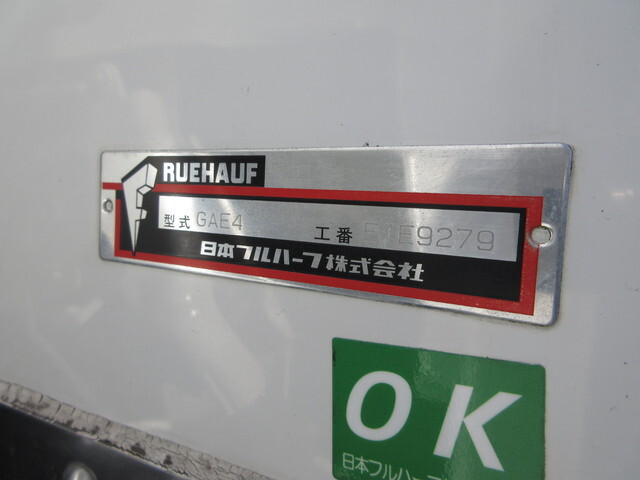 RUEHAUF
型式 GAE4 工番 E9279
日本フルハーフ株式会社
OK
日本フルハーフ